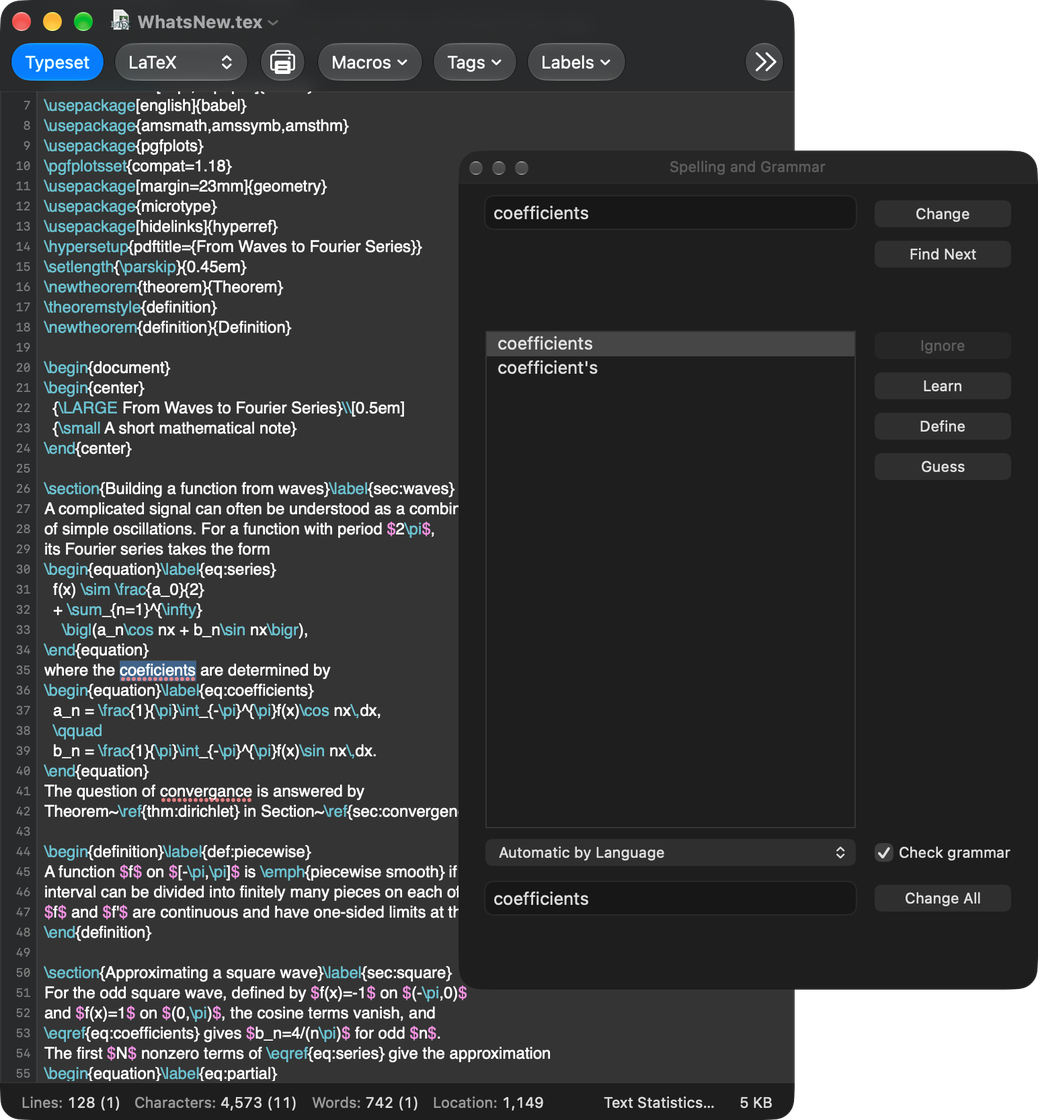 WhatsNew.tex
Typeset
LaTeX
Macros
Tags
Labels
7 \usepackage[english]{babel}
8 \usepackage{amsmath,amssymb,amsthm}
9 \usepackage{pgfplots}
10 \pgfplotsset{compat=1.18}
11 \usepackage[margin=23mm]{geometry}
12 \usepackage{microtype}
13 \usepackage[hidelinks]{hyperref}
14 \hypersetup{pdftitle={From Waves to Fourier Series}}
15 \setlength{\parskip}{0.45em}
16 \newtheorem{theorem}{Theorem}
17 \theoremstyle{definition}
18 \newtheorem{definition}{Definition}
19
20 \begin{document}
21 \begin{center}
22 {\LARGE From Waves to Fourier Series}\\[0.5em]
23 {\small A short mathematical note}
24 \end{center}
25
26 \section{Building a function from waves}\label{sec:waves}
27 A complicated signal can often be understood as a combin
28 of simple oscillations. For a function with period $2\pi$,
29 its Fourier series takes the form
30 \begin{equation}\label{eq:series}
31 f(x) \sim \frac{a_0}{2}
32 + \sum_{n=1}^{\infty}
33 \bigl(a_n\cos nx + b_n\sin nx\bigr),
34 \end{equation}
35 where the coeficients are determined by
36 \begin{equation}\label{eq:coefficients}
37 a_n = \frac{1}{\pi}\int_{-\pi}^{\pi}f(x)\cos nx\,dx,
38 \qquad
39 b_n = \frac{1}{\pi}\int_{-\pi}^{\pi}f(x)\sin nx\,dx.
40 \end{equation}
41 The question of convergance is answered by
42 Theorem~\ref{thm:dirichlet} in Section~\ref{sec:convergen
43
44 \begin{definition}\label{def:piecewise}
45 A function $f$ on $[-\pi,\pi]$ is \emph{piecewise smooth} if
46 interval can be divided into finitely many pieces on each of
47 $f$ and $f'$ are continuous and have one-sided limits at th
48 \end{definition}
49
50 \section{Approximating a square wave}\label{sec:square}
51 For the odd square wave, defined by $f(x)=-1$ on $(-\pi,0)$
52 and $f(x)=1$ on $(0,\pi)$, the cosine terms vanish, and
53 \eqref{eq:coefficients} gives $b_n=4/(n\pi)$ for odd $n$.
54 The first $N$ nonzero terms of \eqref{eq:series} give the approximation
55 \begin{equation}\label{eq:partial}
Lines: 128 (1) Characters: 4,573 (11) Words: 742 (1) Location: 1,149 Text Statistics... 5 KB
Spelling and Grammar
coefficients
Change
Find Next
coefficients
coefficient's
Ignore
Learn
Define
Guess
Automatic by Language
Check grammar
coefficients
Change All